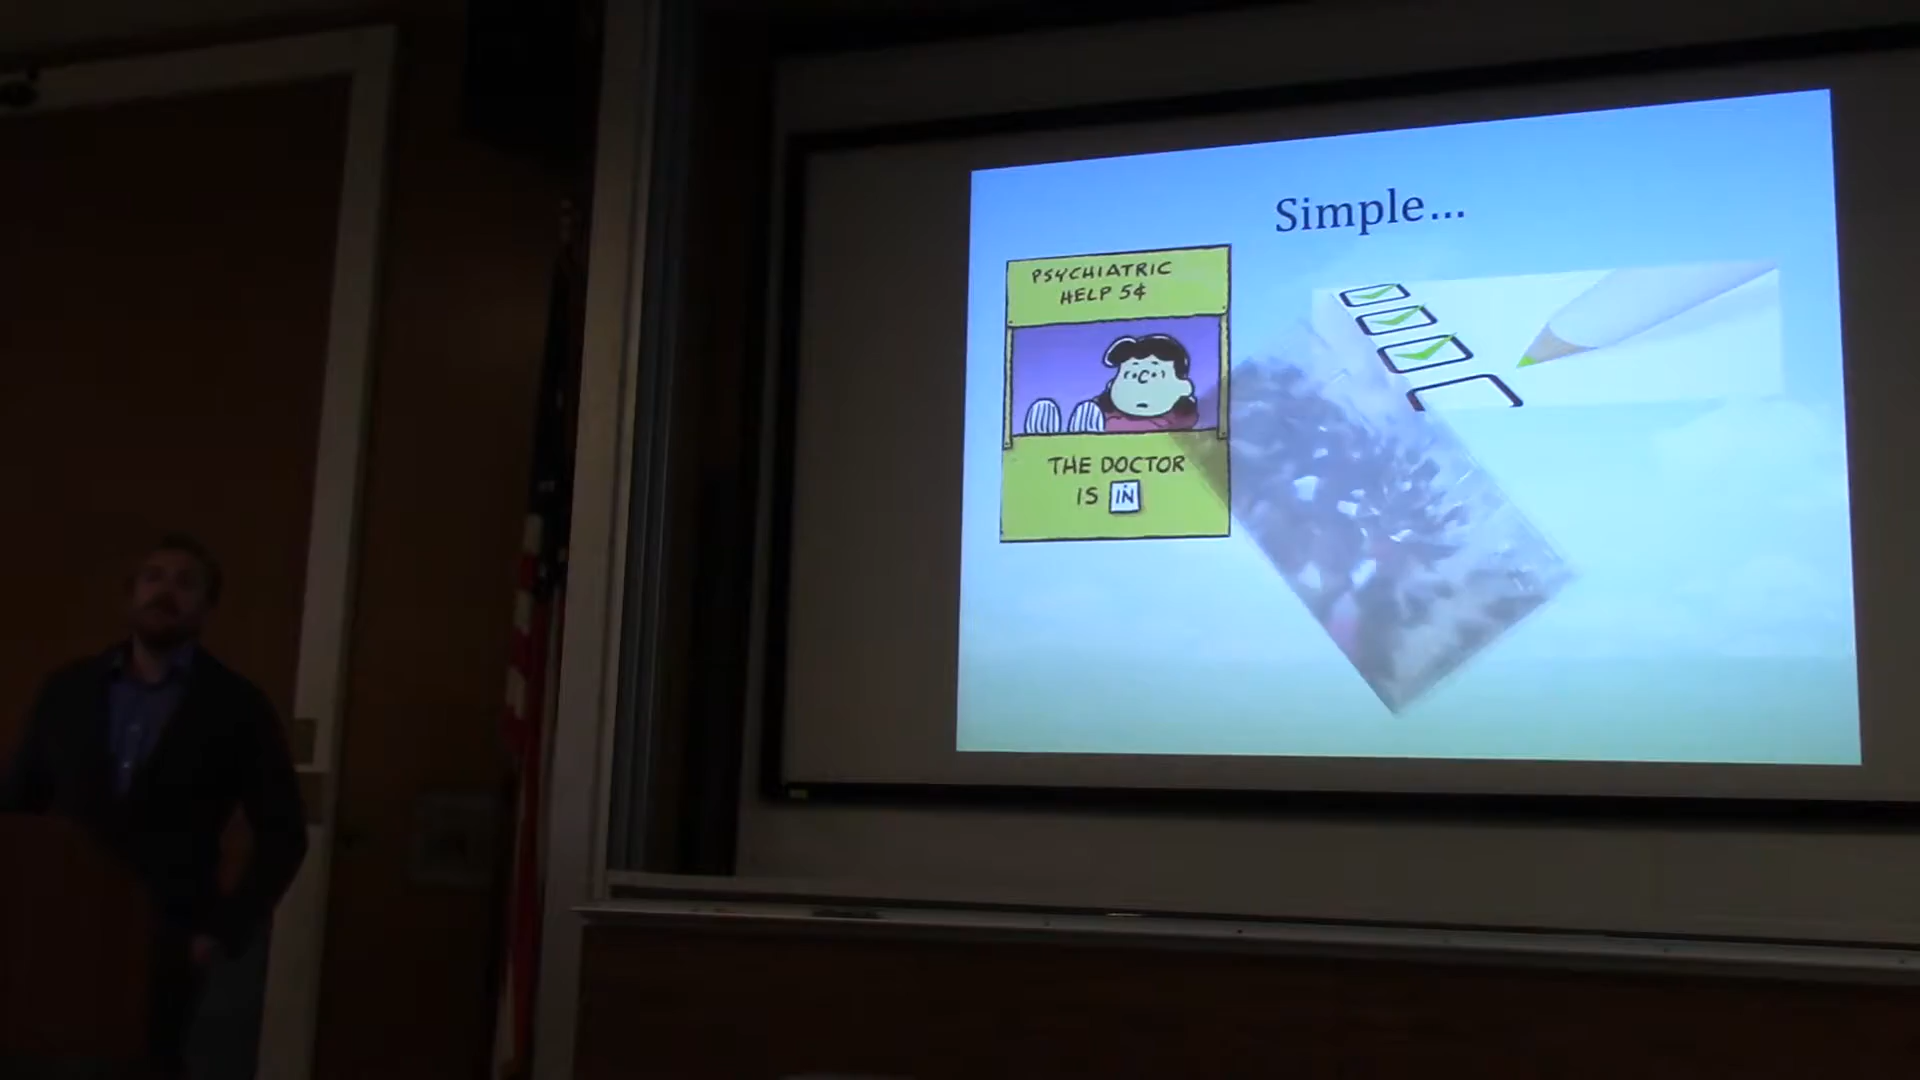 Simple...
PSYCHIATRIC
HELP 5¢
THE DOCTOR
IS IN